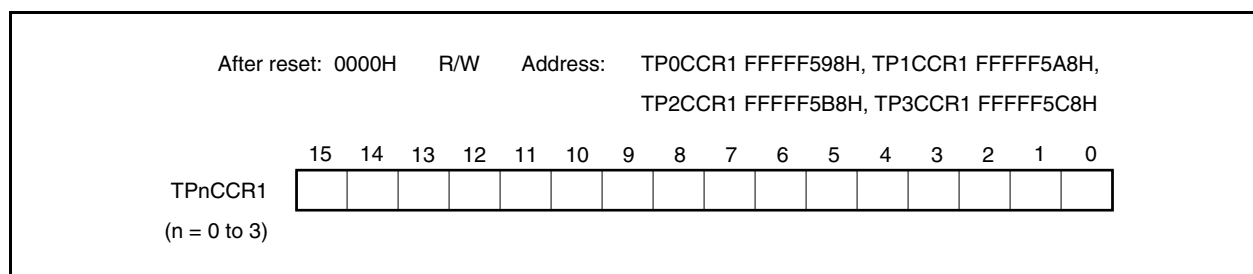 After reset: 0000H R/W Address: TP0CCR1 FFFFF598H, TP1CCR1 FFFFF5A8H,
TP2CCR1 FFFFF5B8H, TP3CCR1 FFFFF5C8H
15 14 13 12 11 10 9 8 7 6 5 4 3 2 1 0
TPnCCR1
(n = 0 to 3)